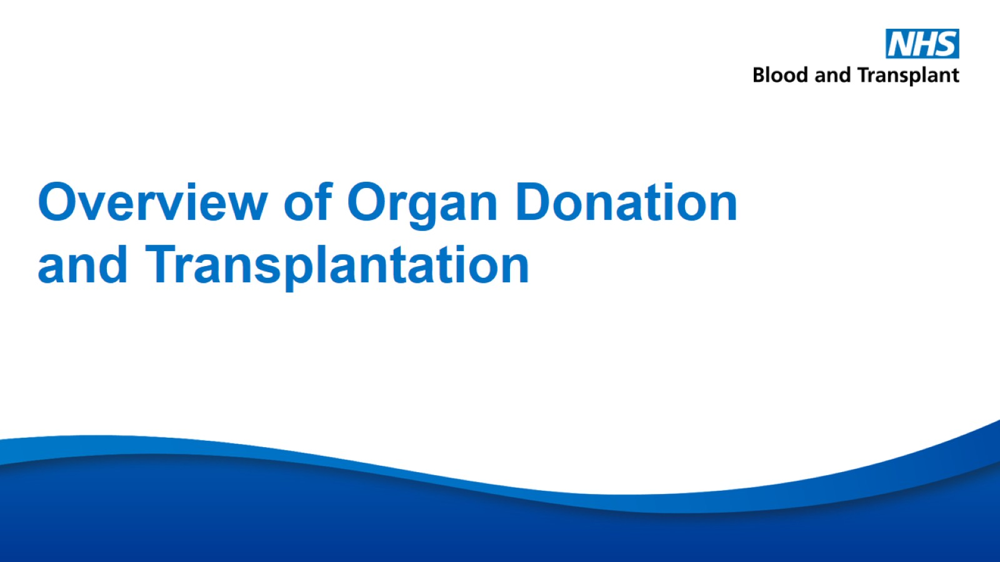 NHS
Blood and Transplant
Overview of Organ Donation
and Transplantation